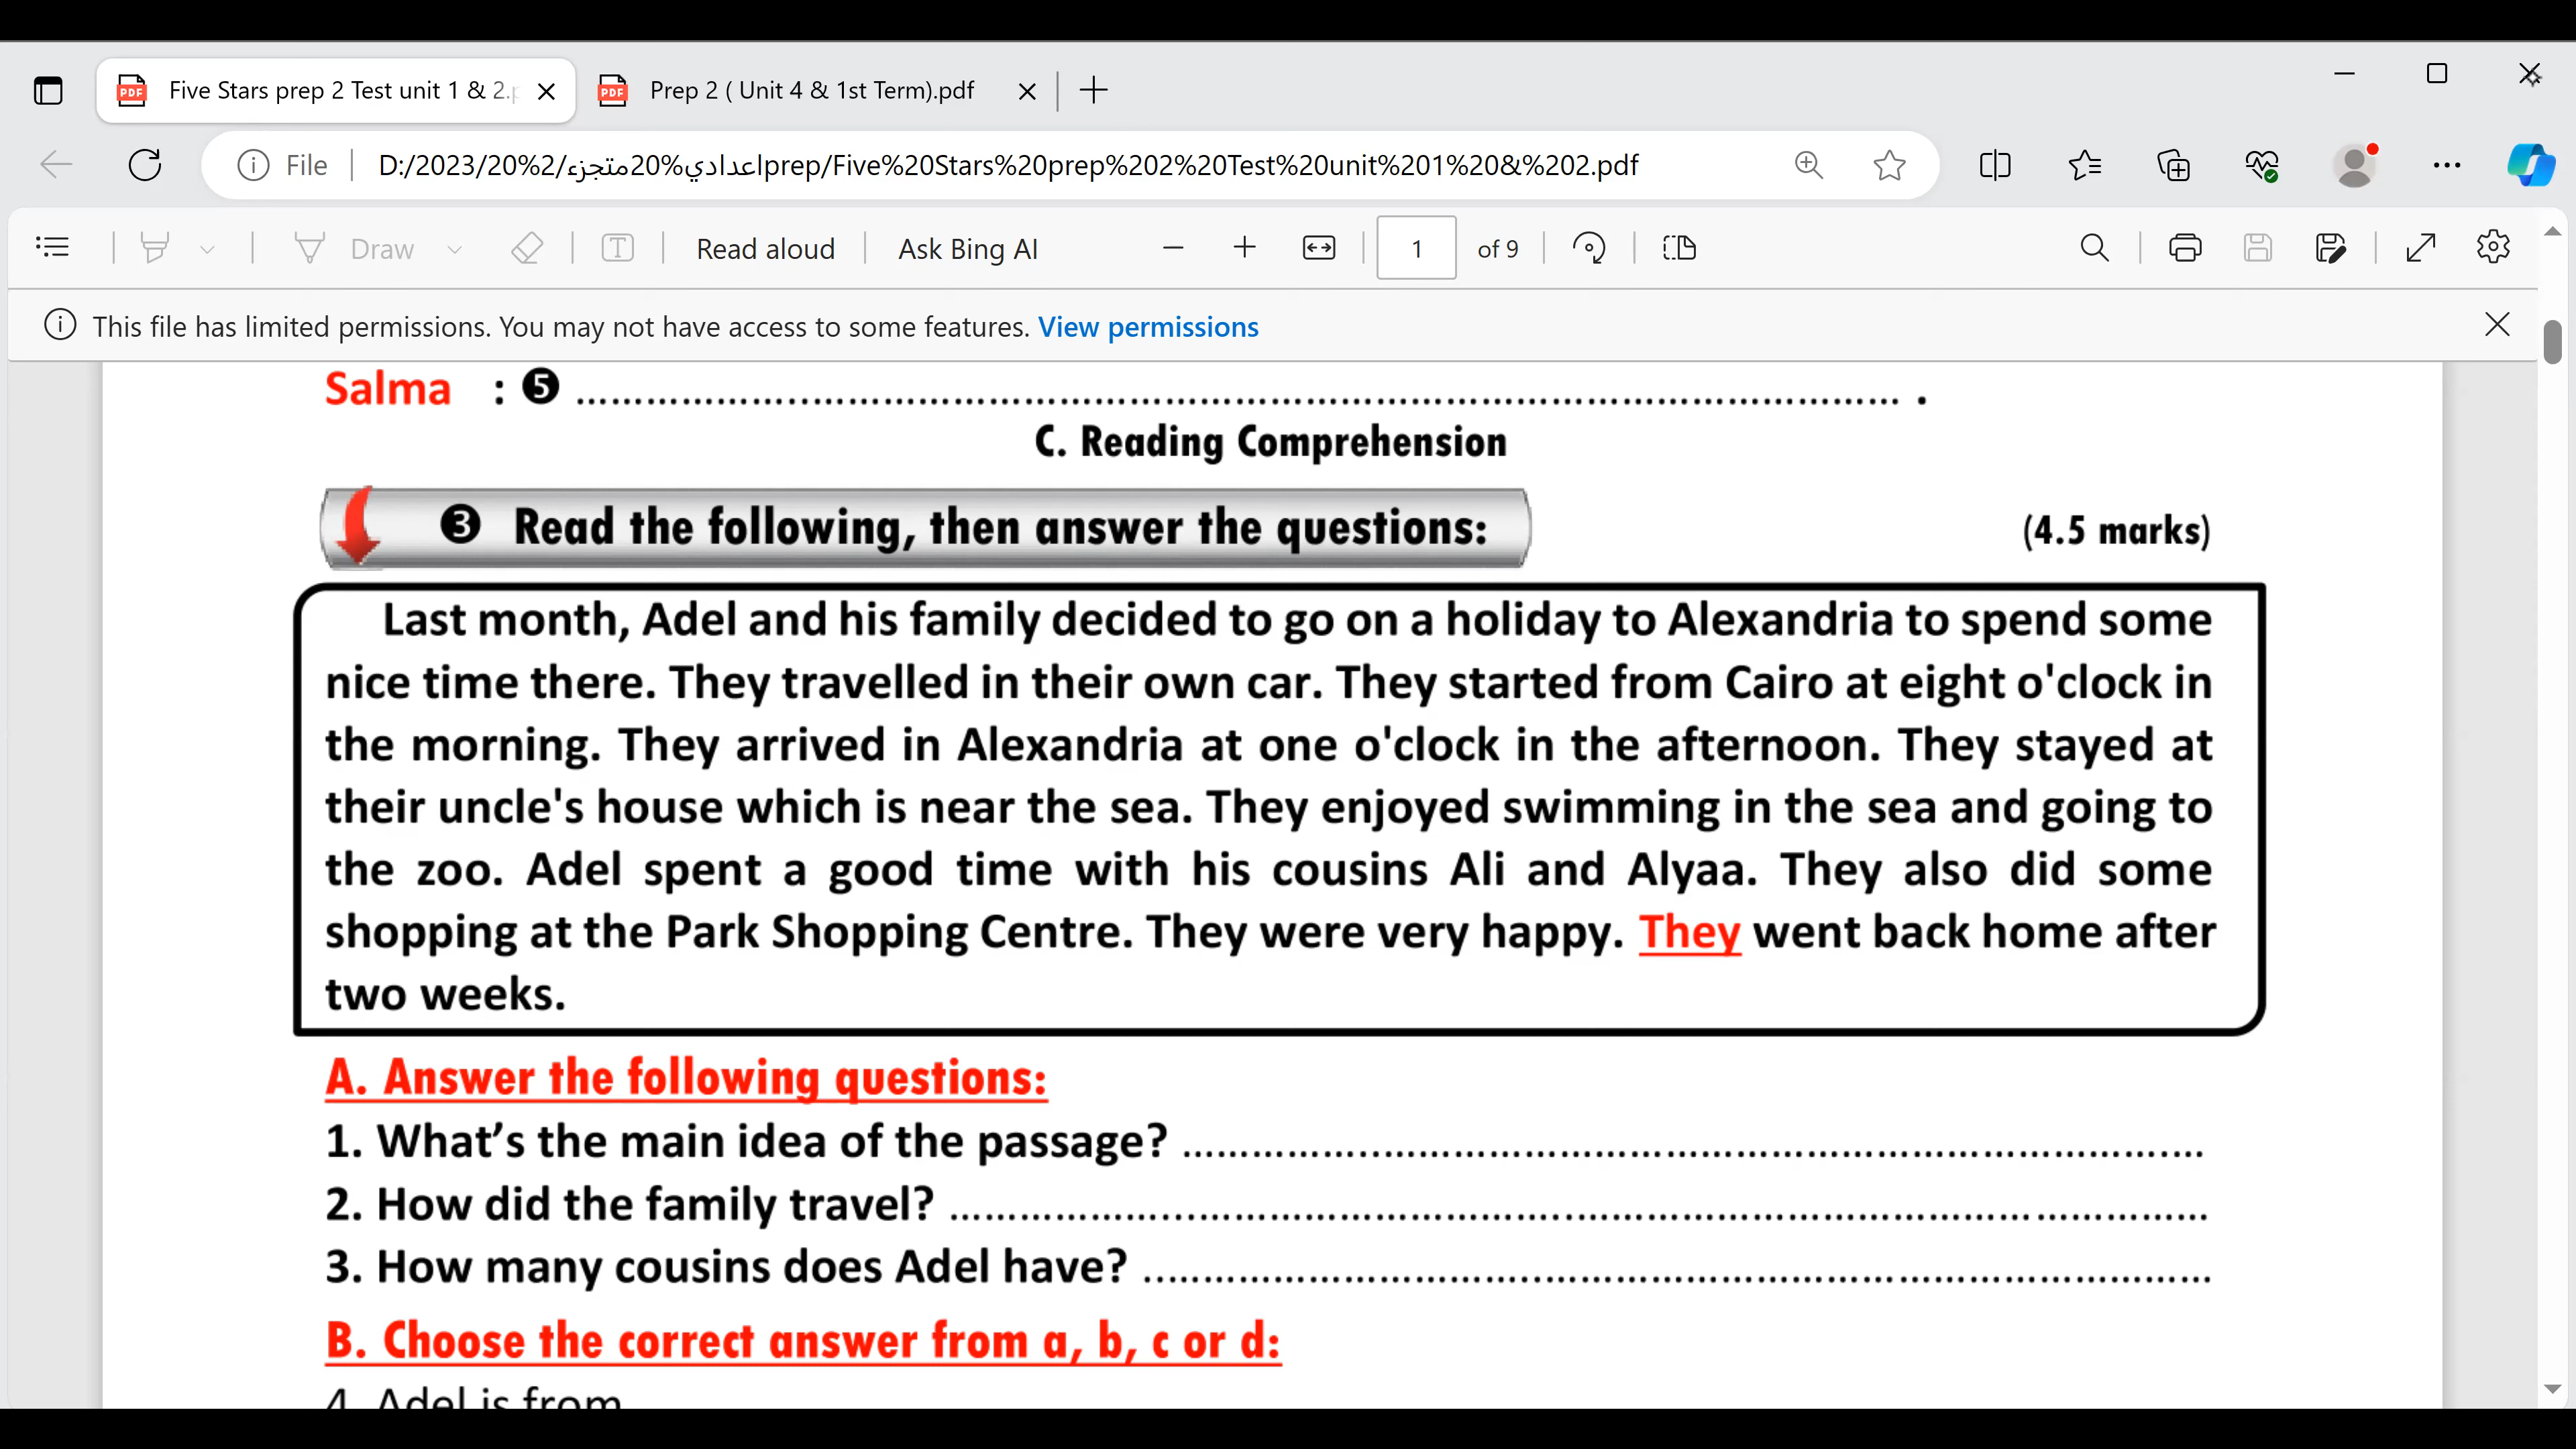 Five Stars prep 2 Test unit 1 & 2.p
Prep 2 ( Unit 4 & 1st Term).pdf
File
D:/2023/20%2/اعدادي%20متجزءprep/Five%20Stars%20prep%202%20Test%20unit%201%20&%202.pdf
Draw
Read aloud
Ask Bing AI
1
of 9
This file has limited permissions. You may not have access to some features. View permissions
Salma : ❺ ........................................................................................................ .
C. Reading Comprehension
❸ Read the following, then answer the questions:
(4.5 marks)
Last month, Adel and his family decided to go on a holiday to Alexandria to spend some
nice time there. They travelled in their own car. They started from Cairo at eight o'clock in
the morning. They arrived in Alexandria at one o'clock in the afternoon. They stayed at
their uncle's house which is near the sea. They enjoyed swimming in the sea and going to
the zoo. Adel spent a good time with his cousins Ali and Alyaa. They also did some
shopping at the Park Shopping Centre. They were very happy. They went back home after
two weeks.
A. Answer the following questions:
1. What’s the main idea of the passage? ................................................................................
2. How did the family travel? ................................................................................
3. How many cousins does Adel have? ................................................................................
B. Choose the correct answer from a, b, c or d:
4. Adel is from